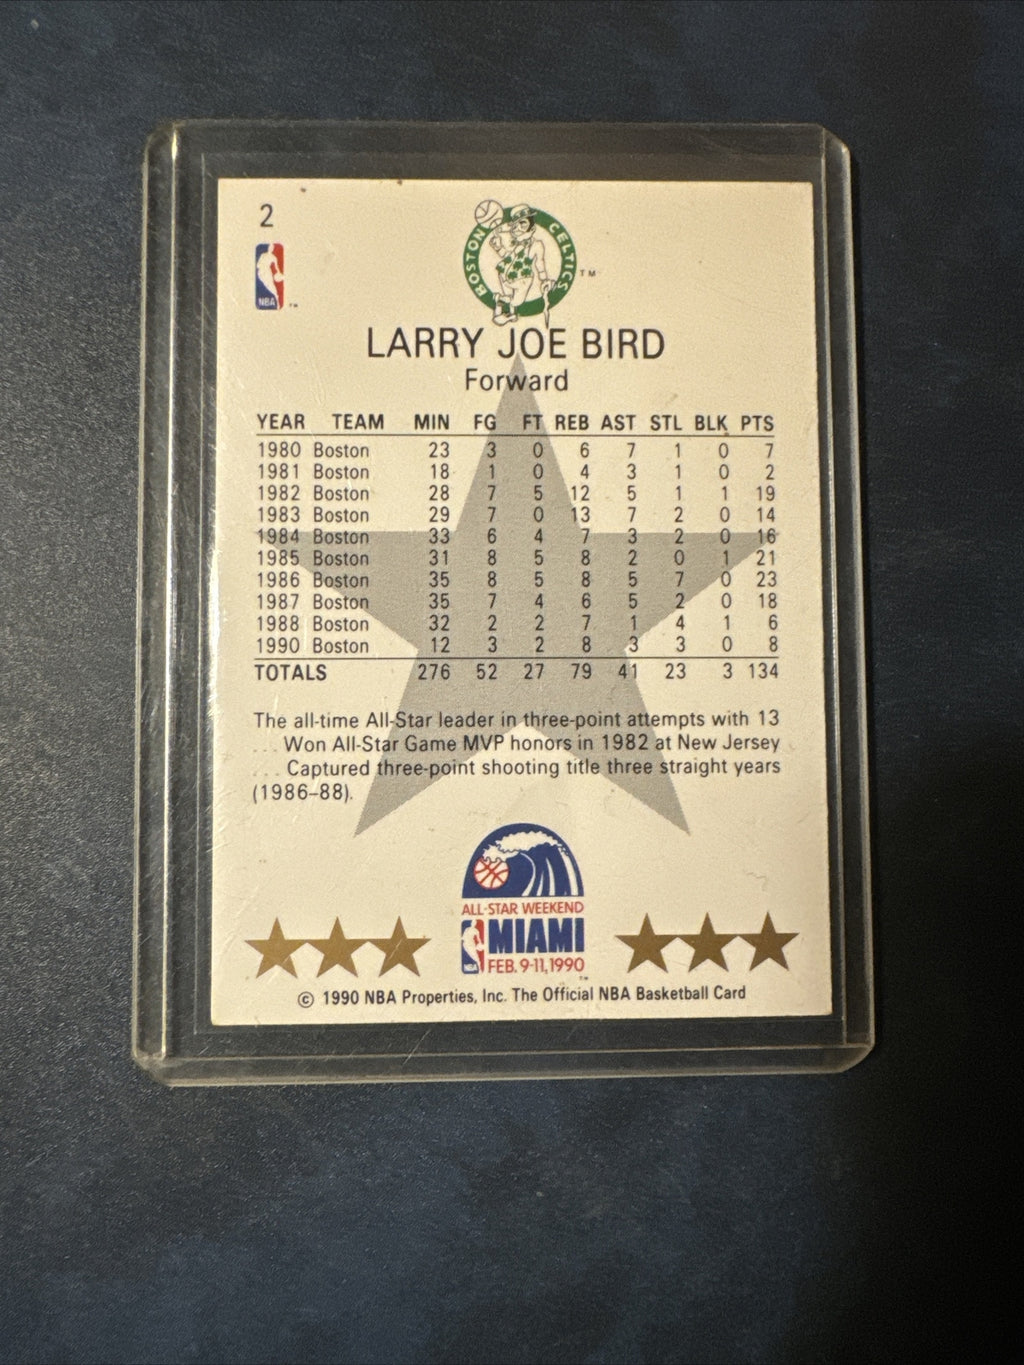 2
BOSTON CELTICS
TM
NBA
TM
LARRY JOE BIRD
Forward
YEAR TEAM MIN FG FT REB AST STL BLK PTS
1980 Boston 23 3 0 6 7 1 0 7
1981 Boston 18 1 0 4 3 1 0 2
1982 Boston 28 7 5 12 5 1 1 19
1983 Boston 29 7 0 13 7 2 0 14
1984 Boston 33 6 4 7 3 2 0 16
1985 Boston 31 8 5 8 2 0 1 21
1986 Boston 35 8 5 8 5 7 0 23
1987 Boston 35 7 4 6 5 2 0 18
1988 Boston 32 2 2 7 1 4 1 6
1990 Boston 12 3 2 8 3 3 0 8
TOTALS 276 52 27 79 41 23 3 134
The all-time All-Star leader in three-point attempts with 13
... Won All-Star Game MVP honors in 1982 at New Jersey
... Captured three-point shooting title three straight years
(1986–88).
ALL-STAR WEEKEND
MIAMI
NBA FEB. 9-11, 1990
TM
© 1990 NBA Properties, Inc. The Official NBA Basketball Card